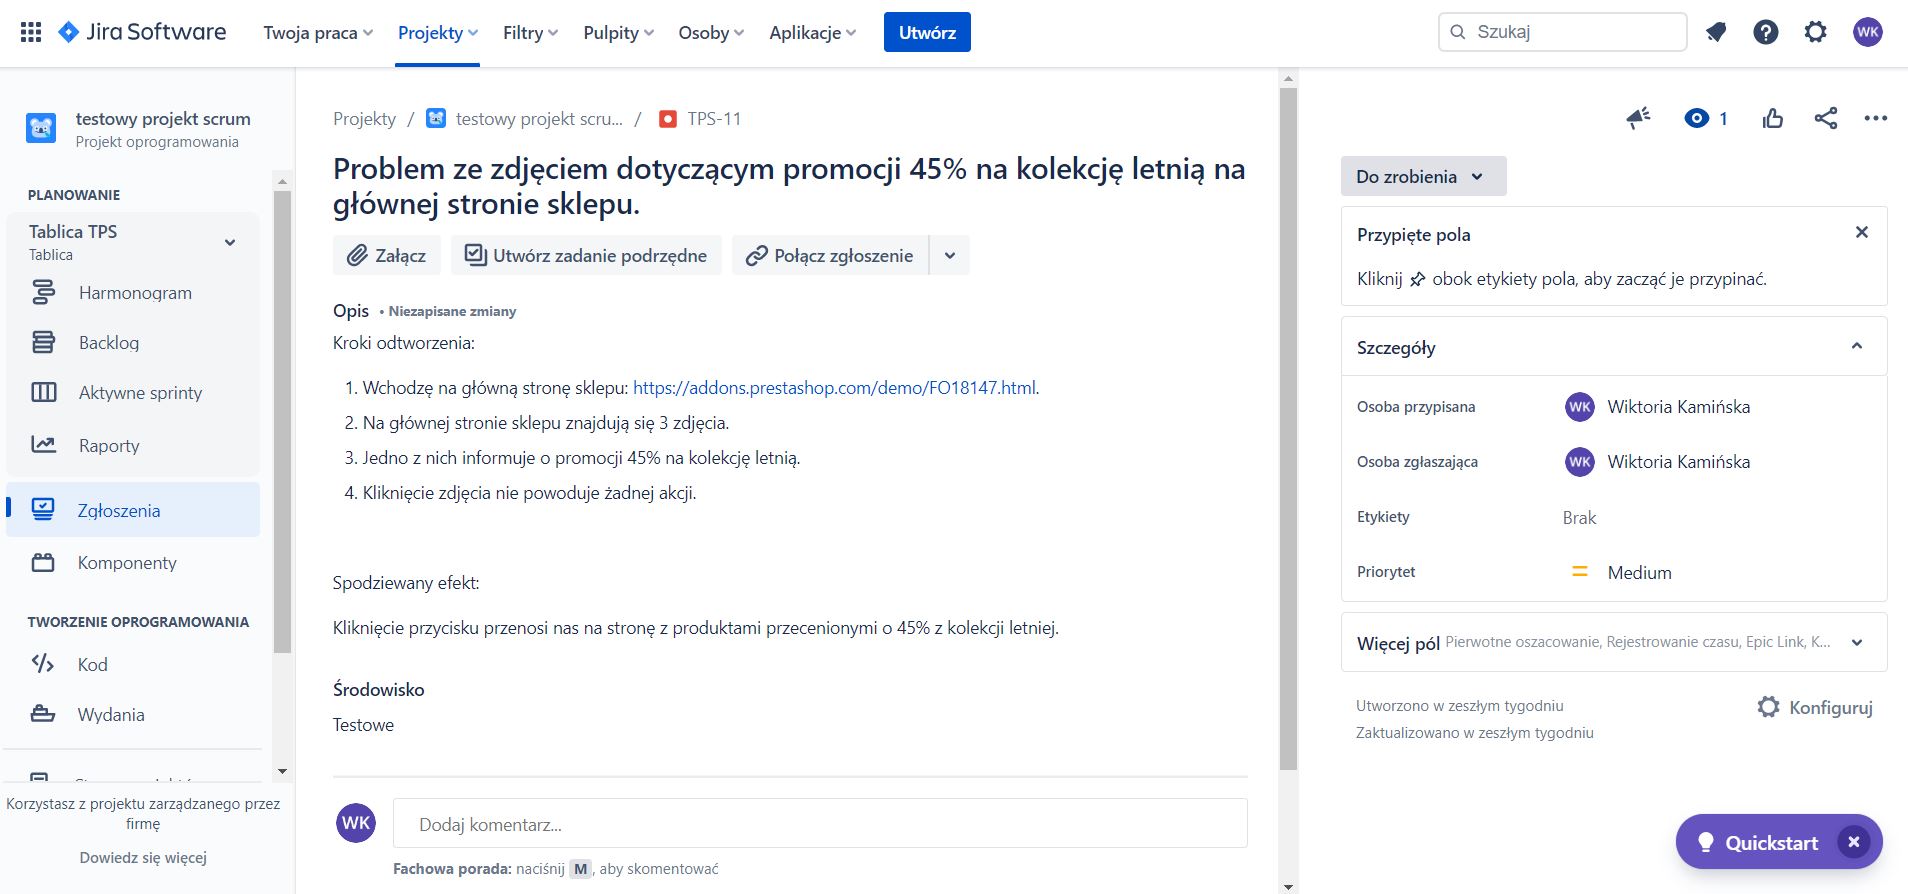 Jira Software
Twoja praca
Projekty
Filtry
Pulpity
Osoby
Aplikacje
Utwórz
Szukaj
WK
testowy projekt scrum
Projekt oprogramowania
PLANOWANIE
Tablica TPS
Tablica
Harmonogram
Backlog
Aktywne sprinty
Raporty
Zgłoszenia
Komponenty
TWORZENIE OPROGRAMOWANIA
Kod
Wydania
Korzystasz z projektu zarządzanego przez
firmę
Dowiedz się więcej
Projekty / testowy projekt scru... / TPS-11
Problem ze zdjęciem dotyczącym promocji 45% na kolekcję letnią na
głównej stronie sklepu.
Załącz
Utwórz zadanie podrzędne
Połącz zgłoszenie
Opis • Niezapisane zmiany
Kroki odtworzenia:
1. Wchodzę na główną stronę sklepu: https://addons.prestashop.com/demo/FO18147.html.
2. Na głównej stronie sklepu znajdują się 3 zdjęcia.
3. Jedno z nich informuje o promocji 45% na kolekcję letnią.
4. Kliknięcie zdjęcia nie powoduje żadnej akcji.
Spodziewany efekt:
Kliknięcie przycisku przenosi nas na stronę z produktami przecenionymi o 45% z kolekcji letniej.
Środowisko
Testowe
WK
Dodaj komentarz...
Fachowa porada: naciśnij M, aby skomentować
1
Do zrobienia
Przypięte pola
Kliknij obok etykiety pola, aby zacząć je przypinać.
Szczegóły
Osoba przypisana WK Wiktoria Kamińska
Osoba zgłaszająca WK Wiktoria Kamińska
Etykiety Brak
Priorytet Medium
Więcej pól Pierwotne oszacowanie, Rejestrowanie czasu, Epic Link, K...
Utworzono w zeszłym tygodniu
Konfiguruj
Zaktualizowano w zeszłym tygodniu
Quickstart